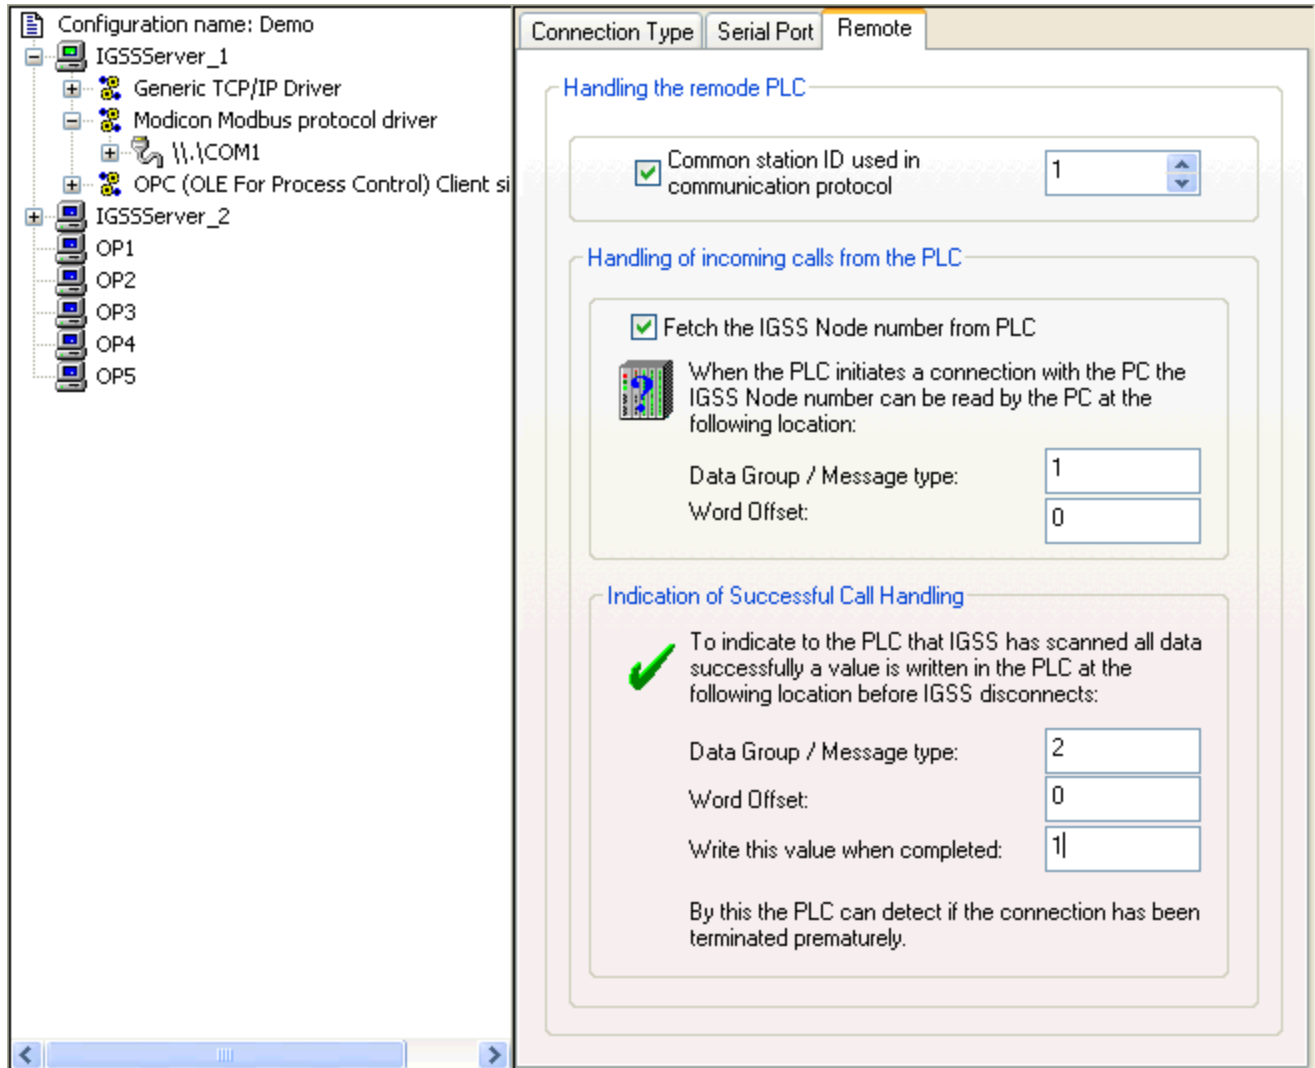 Configuration name: Demo
IGSSServer_1
Generic TCP/IP Driver
Modicon Modbus protocol driver
\\.\COM1
OPC (OLE For Process Control) Client si
IGSSServer_2
OP1
OP2
OP3
OP4
OP5
Connection Type
Serial Port
Remote
Handling the remode PLC
Common station ID used in
communication protocol
1
Handling of incoming calls from the PLC
Fetch the IGSS Node number from PLC
When the PLC initiates a connection with the PC the
IGSS Node number can be read by the PC at the
following location:
Data Group / Message type: 1
Word Offset: 0
Indication of Successful Call Handling
To indicate to the PLC that IGSS has scanned all data
successfully a value is written in the PLC at the
following location before IGSS disconnects:
Data Group / Message type: 2
Word Offset: 0
Write this value when completed: 1
By this the PLC can detect if the connection has been
terminated prematurely.